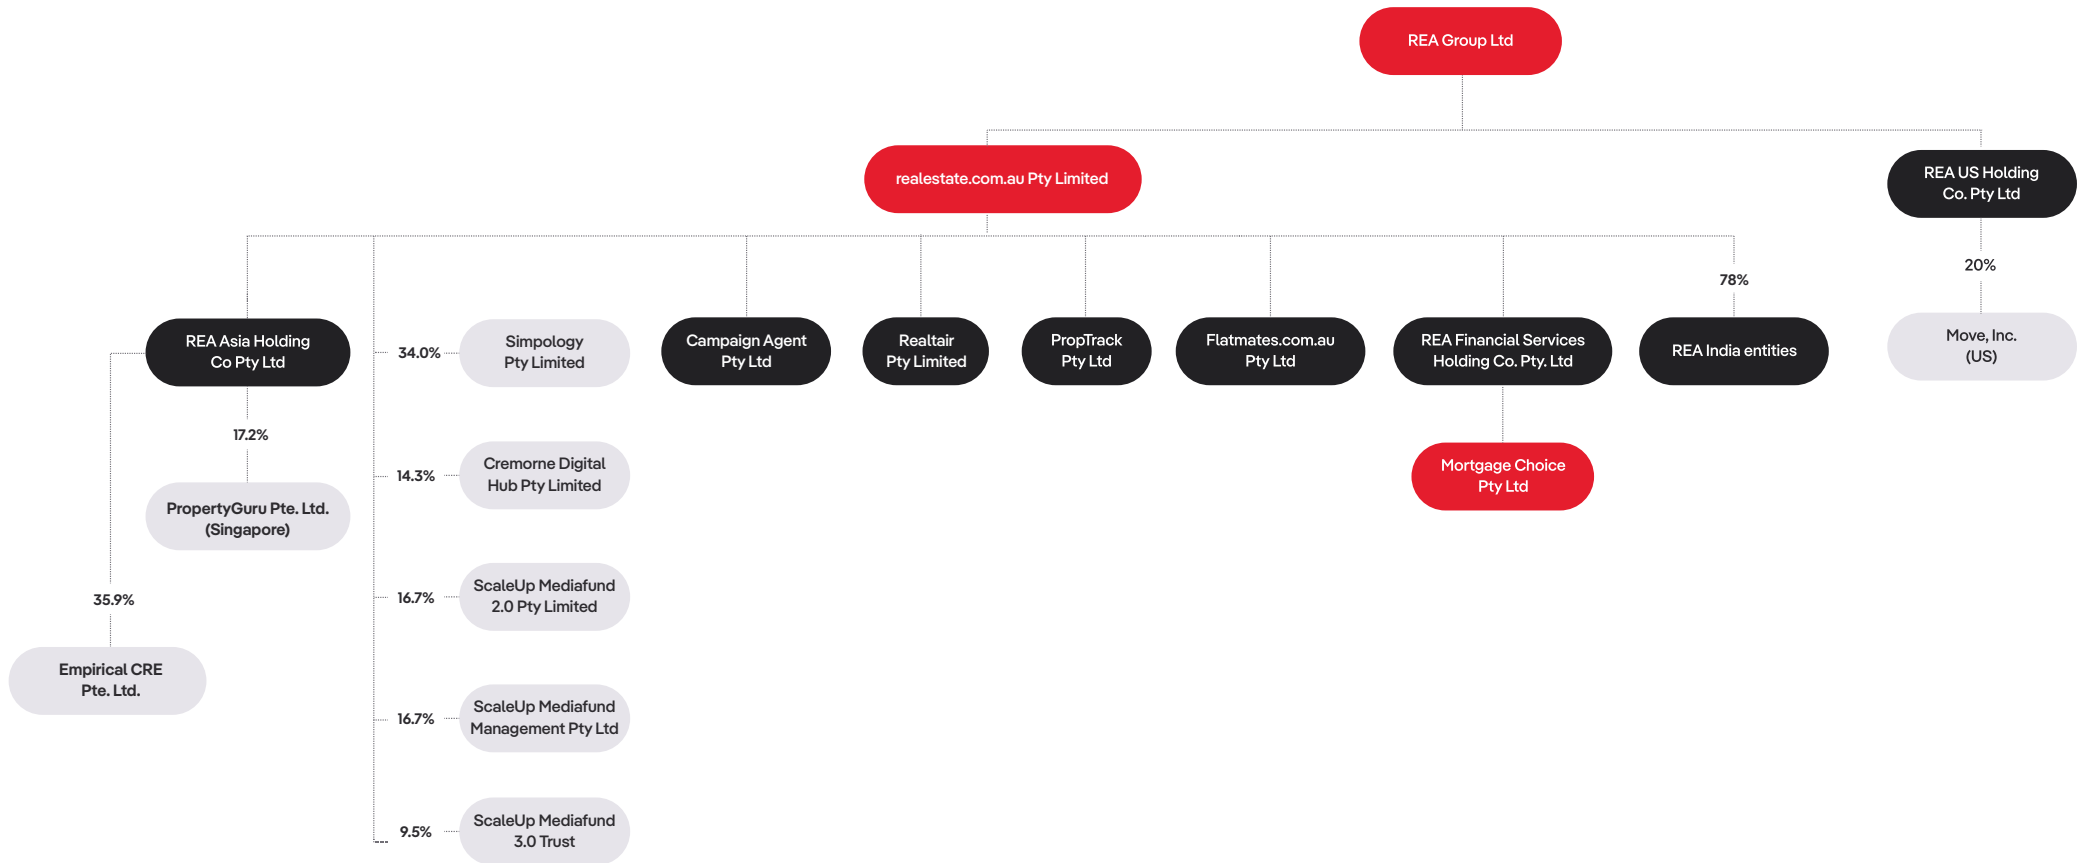 REA Group Ltd
realestate.com.au Pty Limited
REA US Holding
Co. Pty Ltd
20%
Move, Inc.
(US)
78%
REA Asia Holding
Co Pty Ltd
17.2%
PropertyGuru Pte. Ltd.
(Singapore)
35.9%
Empirical CRE
Pte. Ltd.
34.0%
Simpology
Pty Limited
14.3%
Cremorne Digital
Hub Pty Limited
16.7%
ScaleUp Mediafund
2.0 Pty Limited
16.7%
ScaleUp Mediafund
Management Pty Ltd
9.5%
ScaleUp Mediafund
3.0 Trust
Campaign Agent
Pty Ltd
Realtair
Pty Limited
PropTrack
Pty Ltd
Flatmates.com.au
Pty Ltd
REA Financial Services
Holding Co. Pty. Ltd
Mortgage Choice
Pty Ltd
REA India entities